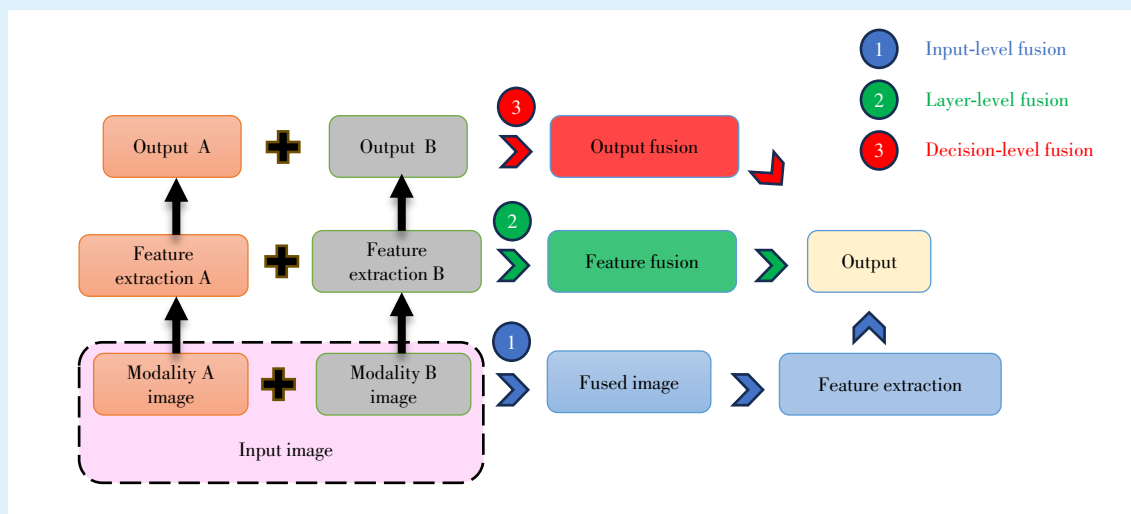 1 Input-level fusion
2 Layer-level fusion
3 Decision-level fusion
3
Output A
Output B
Output fusion
2
Feature
extraction A
Feature
extraction B
Feature fusion
Output
1
Modality A
image
Modality B
image
Fused image
Feature extraction
Input image